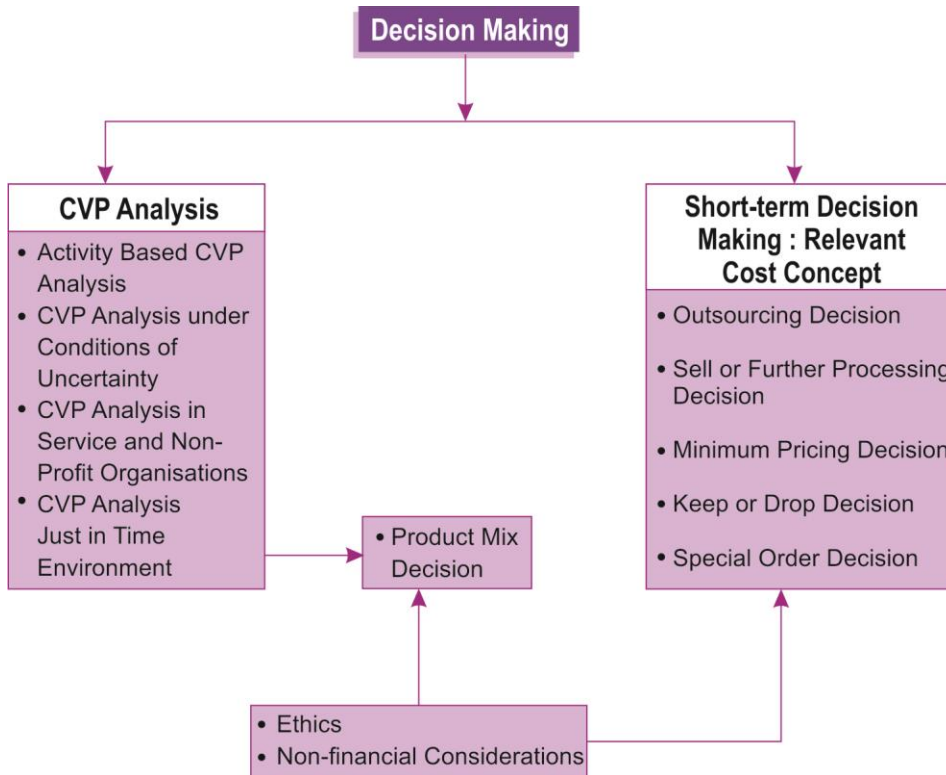 Decision Making
CVP Analysis
• Activity Based CVP
Analysis
• CVP Analysis under
Conditions of
Uncertainty
• CVP Analysis in
Service and Non-
Profit Organisations
• CVP Analysis
Just in Time
Environment
• Product Mix
Decision
Short-term Decision
Making : Relevant
Cost Concept
• Outsourcing Decision
• Sell or Further Processing
Decision
• Minimum Pricing Decision
• Keep or Drop Decision
• Special Order Decision
• Ethics
• Non-financial Considerations